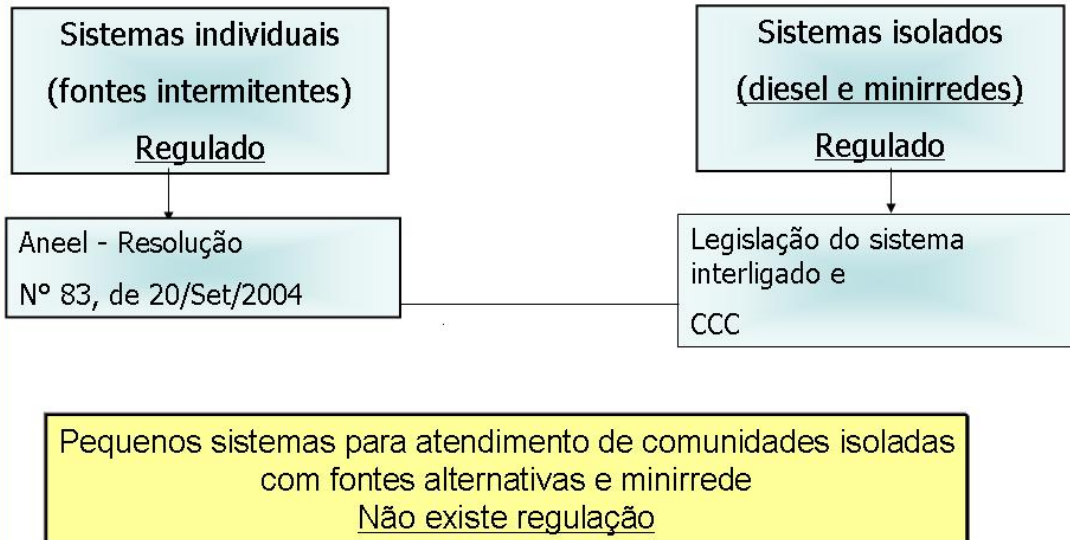 Sistemas individuais
(fontes intermitentes)
Regulado
Sistemas isolados
(diesel e minirredes)
Regulado
Aneel - Resolução
N° 83, de 20/Set/2004
Legislação do sistema
interligado e
CCC
Pequenos sistemas para atendimento de comunidades isoladas
com fontes alternativas e minirrede
Não existe regulação